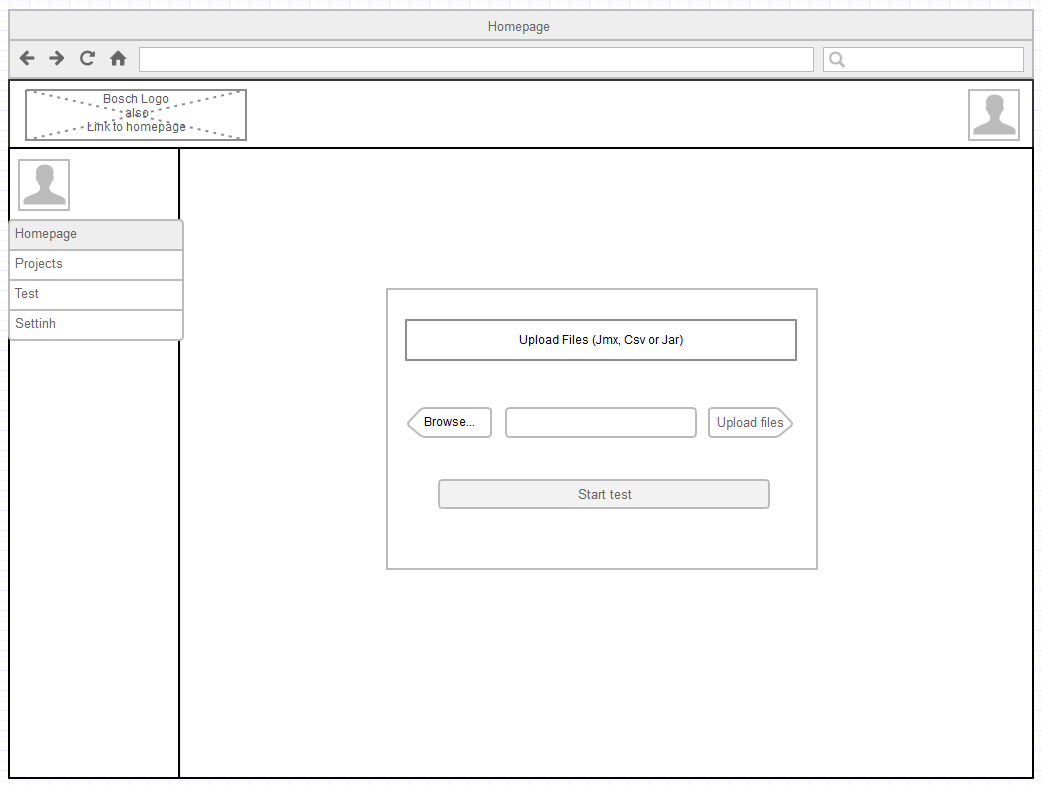 Homepage
Bosch Logo
also
Link to homepage
Homepage
Projects
Test
Settinh
Upload Files (Jmx, Csv or Jar)
Browse...
Upload files
Start test